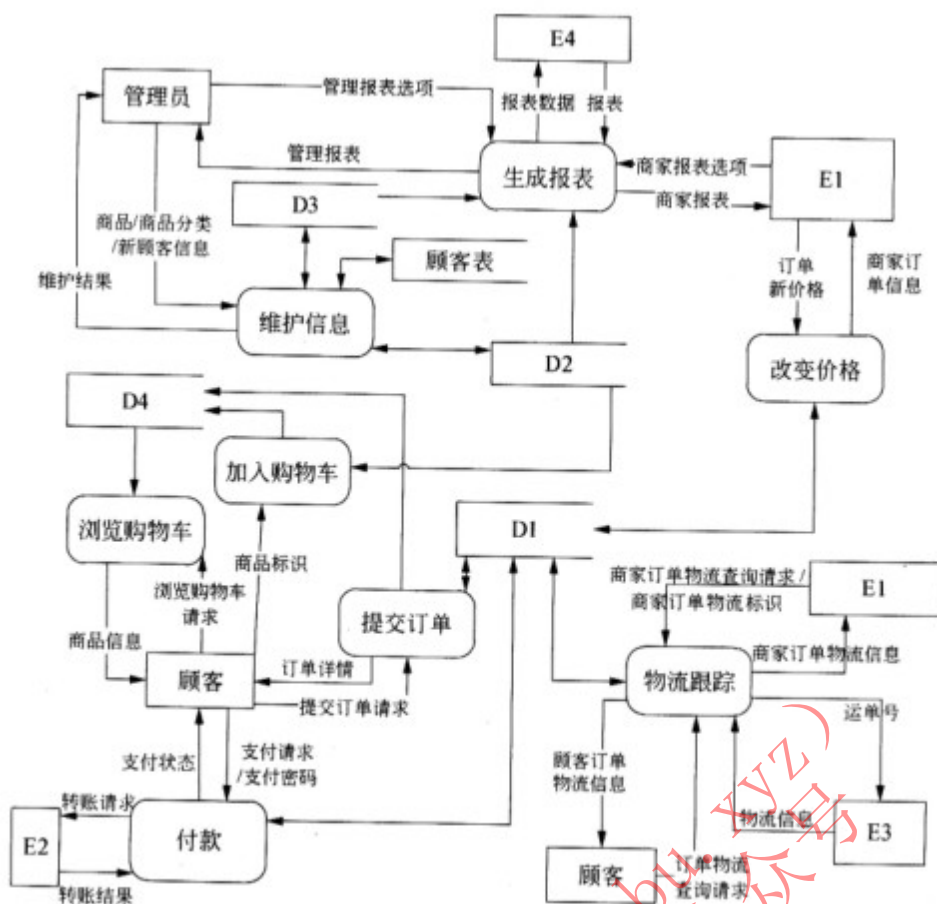 E4
管理员
管理报表选项
报表数据
报表
管理报表
生成报表
商家报表选项
E1
商家报表
D3
商品/商品分类
/新顾客信息
顾客表
维护结果
订单
新价格
商家订
单信息
维护信息
D2
改变价格
D4
加入购物车
浏览购物车
D1
商品标识
浏览购物车
请求
商家订单物流查询请求/
商家订单物流标识
E1
提交订单
商品信息
订单详情
商家订单物流信息
顾客
物流跟踪
提交订单请求
运单号
支付状态
支付请求
/支付密码
顾客订单
物流信息
转账请求
物流信息
E2
付款
E3
转账结果
顾客
订单物流
查询请求
bu.xyz)
众号